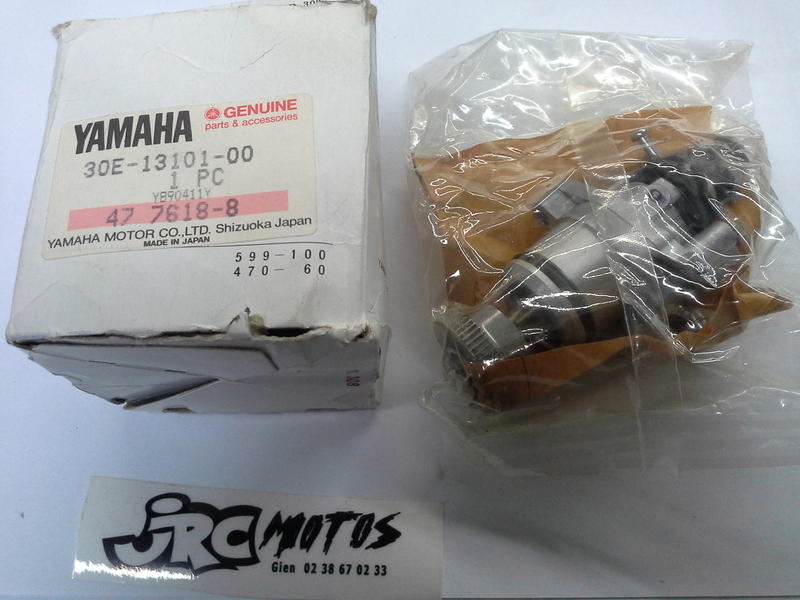 YAMAHA
GENUINE
parts & accessories
30E-13101-00
1 PC
YB90411Y
47 7618-8
YAMAHA MOTOR CO.,LTD. Shizuoka Japan
MADE IN JAPAN
599-100
470- 60
JRC MOTOS
Gien 02 38 67 02 33